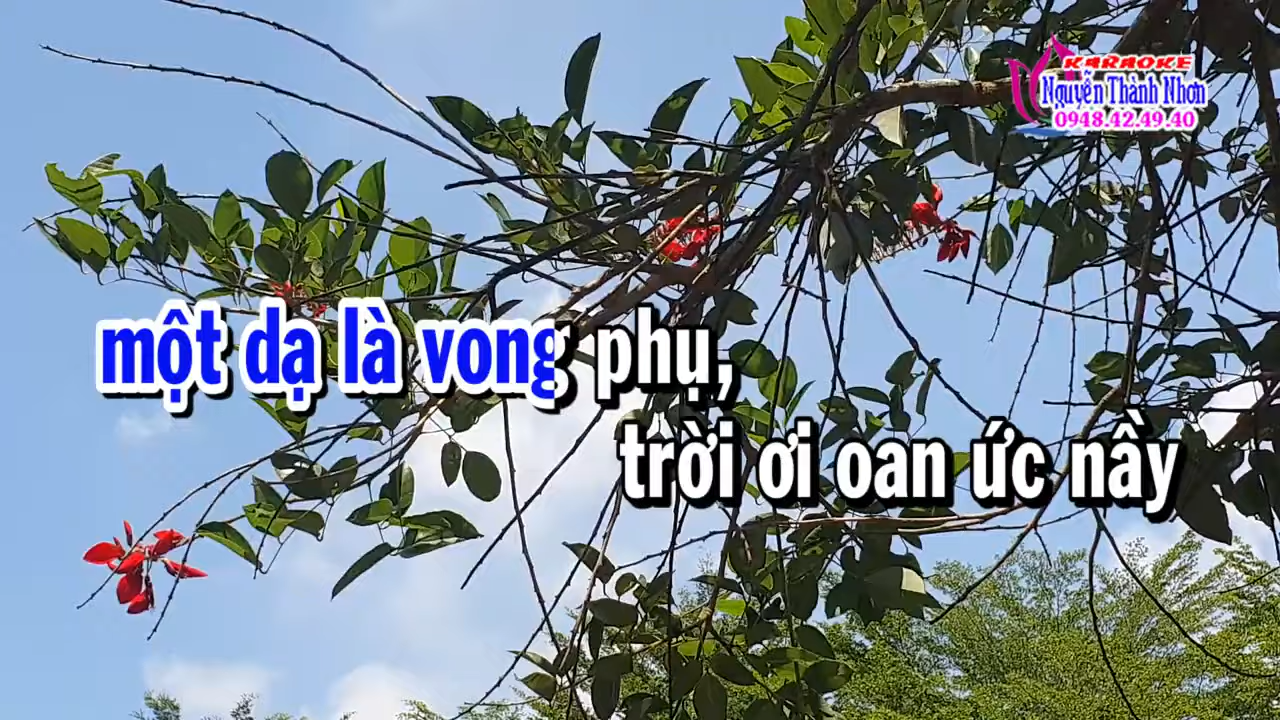 KARAOKE
Nguyễn Thành Nhơn
0948.42.49.40
một dạ là vong phụ,
trời ơi oan ức nầy